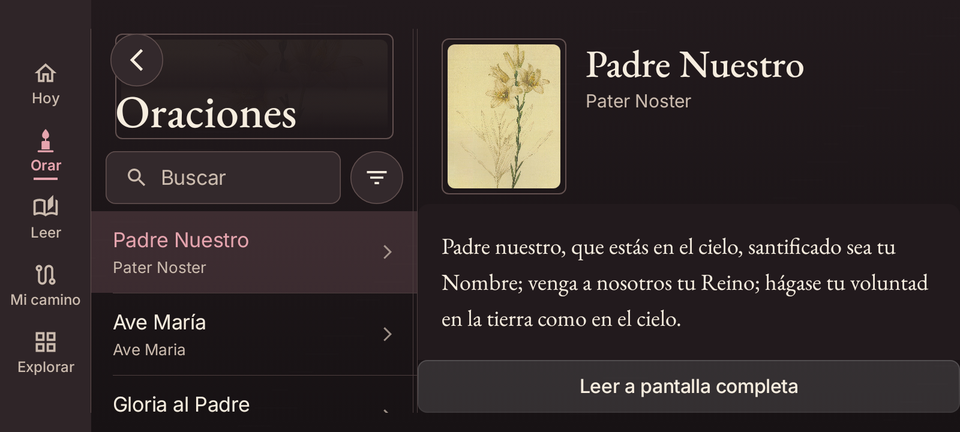 Hoy
Orar
Leer
Mi camino
Explorar
Oraciones
Buscar
Padre Nuestro
Pater Noster
Ave María
Ave Maria
Gloria al Padre
Padre Nuestro
Pater Noster
Padre nuestro, que estás en el cielo, santificado sea tu
Nombre; venga a nosotros tu Reino; hágase tu voluntad
en la tierra como en el cielo.
Leer a pantalla completa